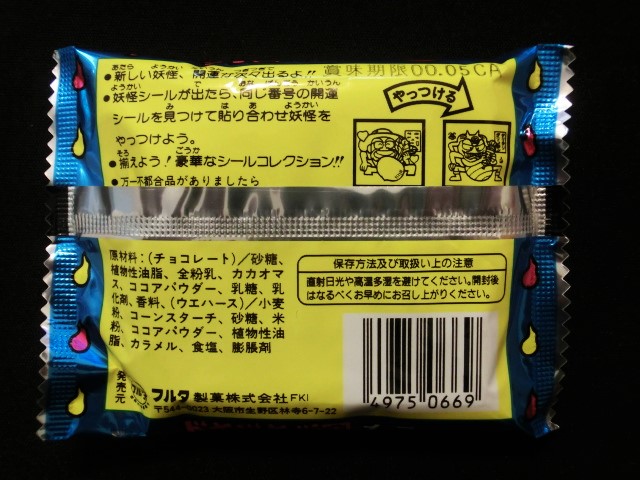 ●新しい妖怪、開運が次々出るよ!!
賞味期限00.05CA
●妖怪シールが出たら、同じ番号の開運
シールを見つけて貼り合わせ妖怪を
やっつけよう。
●揃えよう!豪華なシールコレクション!!
●万一不都合品がありましたら
やっつける
原材料:(チョコレート)/砂糖、
植物性油脂、全粉乳、カカオマ
ス、ココアパウダー、乳糖、乳
化剤、香料、(ウエハース)/小麦
粉、コーンスターチ、砂糖、米
粉、ココアパウダー、植物性油
脂、カラメル、食塩、膨脹剤
保存方法及び取扱い上の注意
直射日光や高温多湿を避けてください。開封後
はなるべくお早めにお召し上がりください。
発売元
フルタ製菓株式会社FKI
〒544-0023 大阪市生野区林寺6-7-22
4975 0669